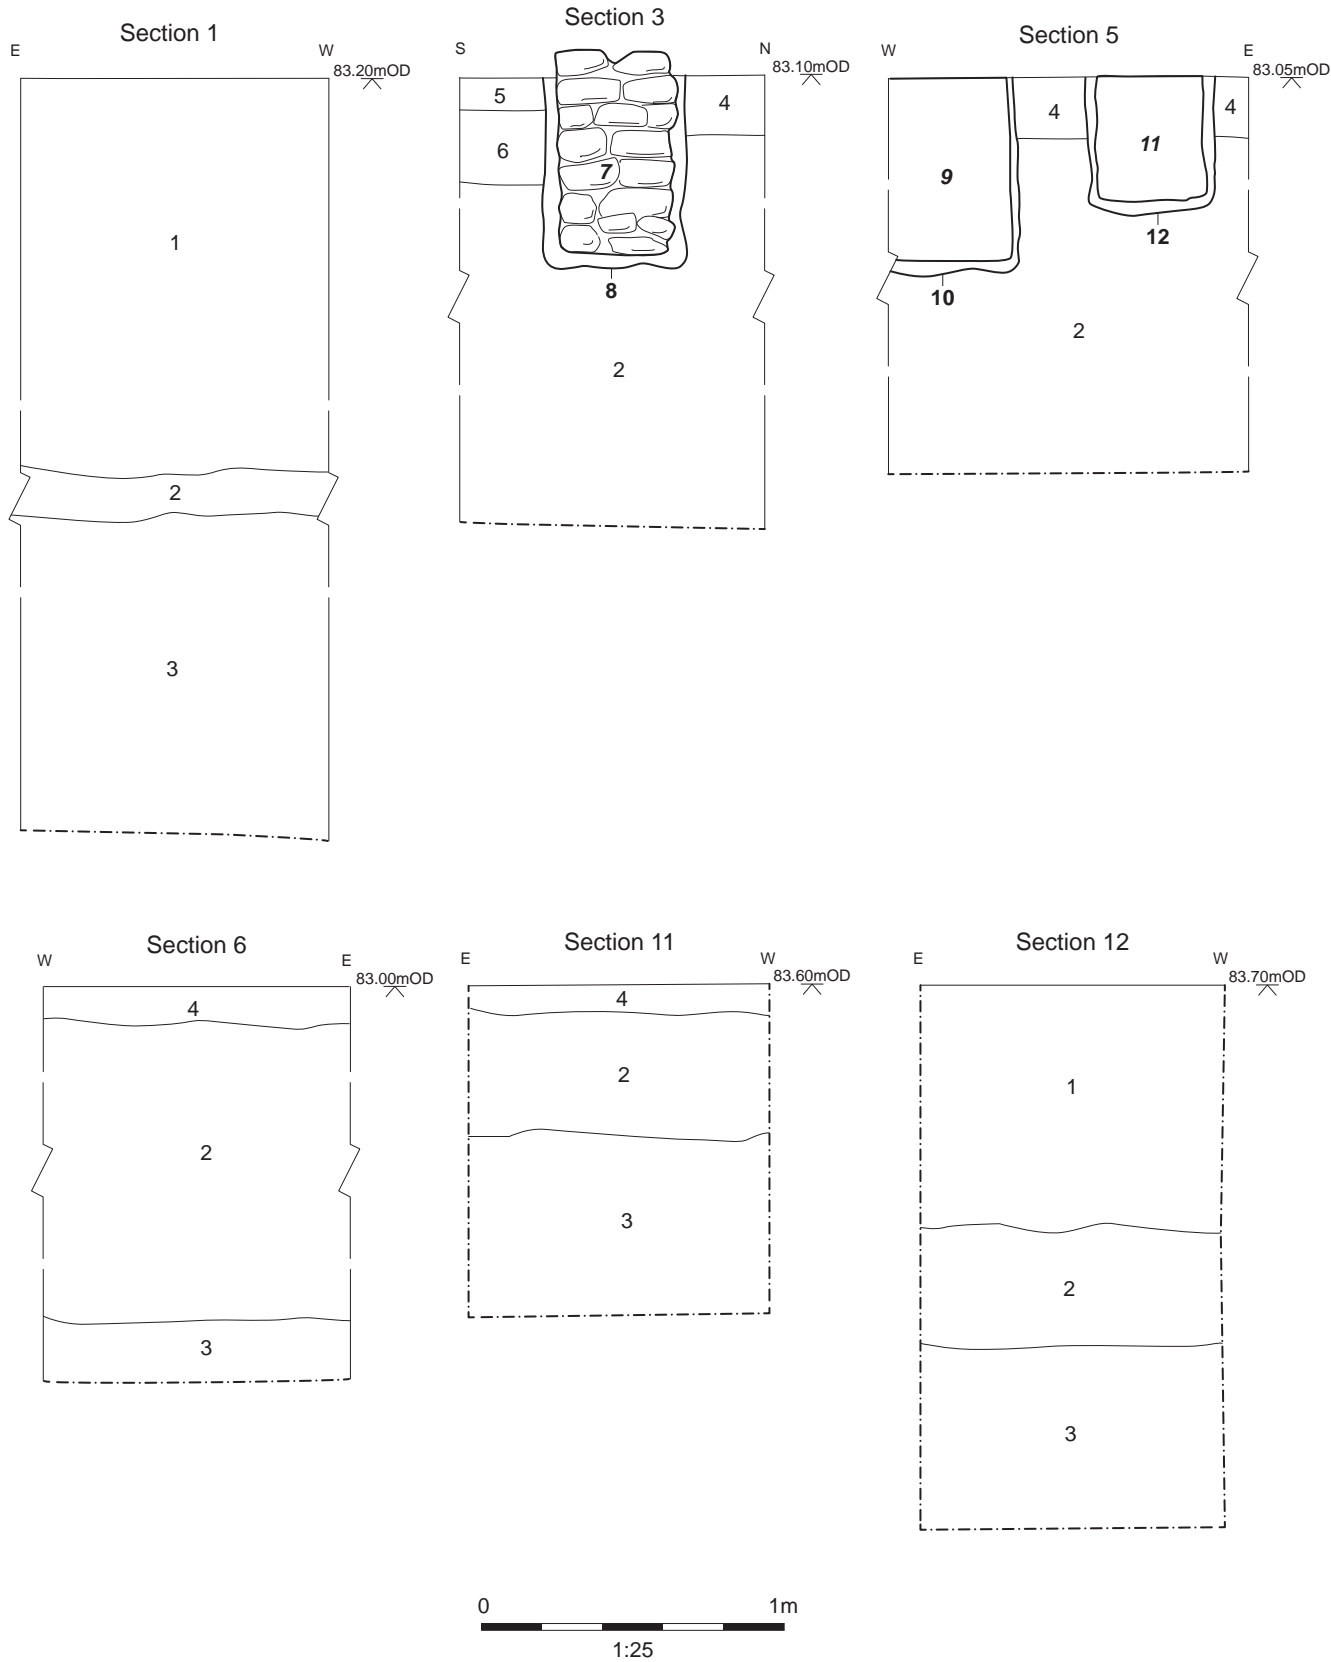 Section 1
E
W
83.20mOD
1
2
3
Section 3
S
N
83.10mOD
5
4
6
7
8
2
Section 5
W
E
83.05mOD
4
4
9
11
12
10
2
Section 6
W
E
83.00mOD
4
2
3
Section 11
E
W
83.60mOD
4
2
3
Section 12
E
W
83.70mOD
1
2
3
0 1m
1:25